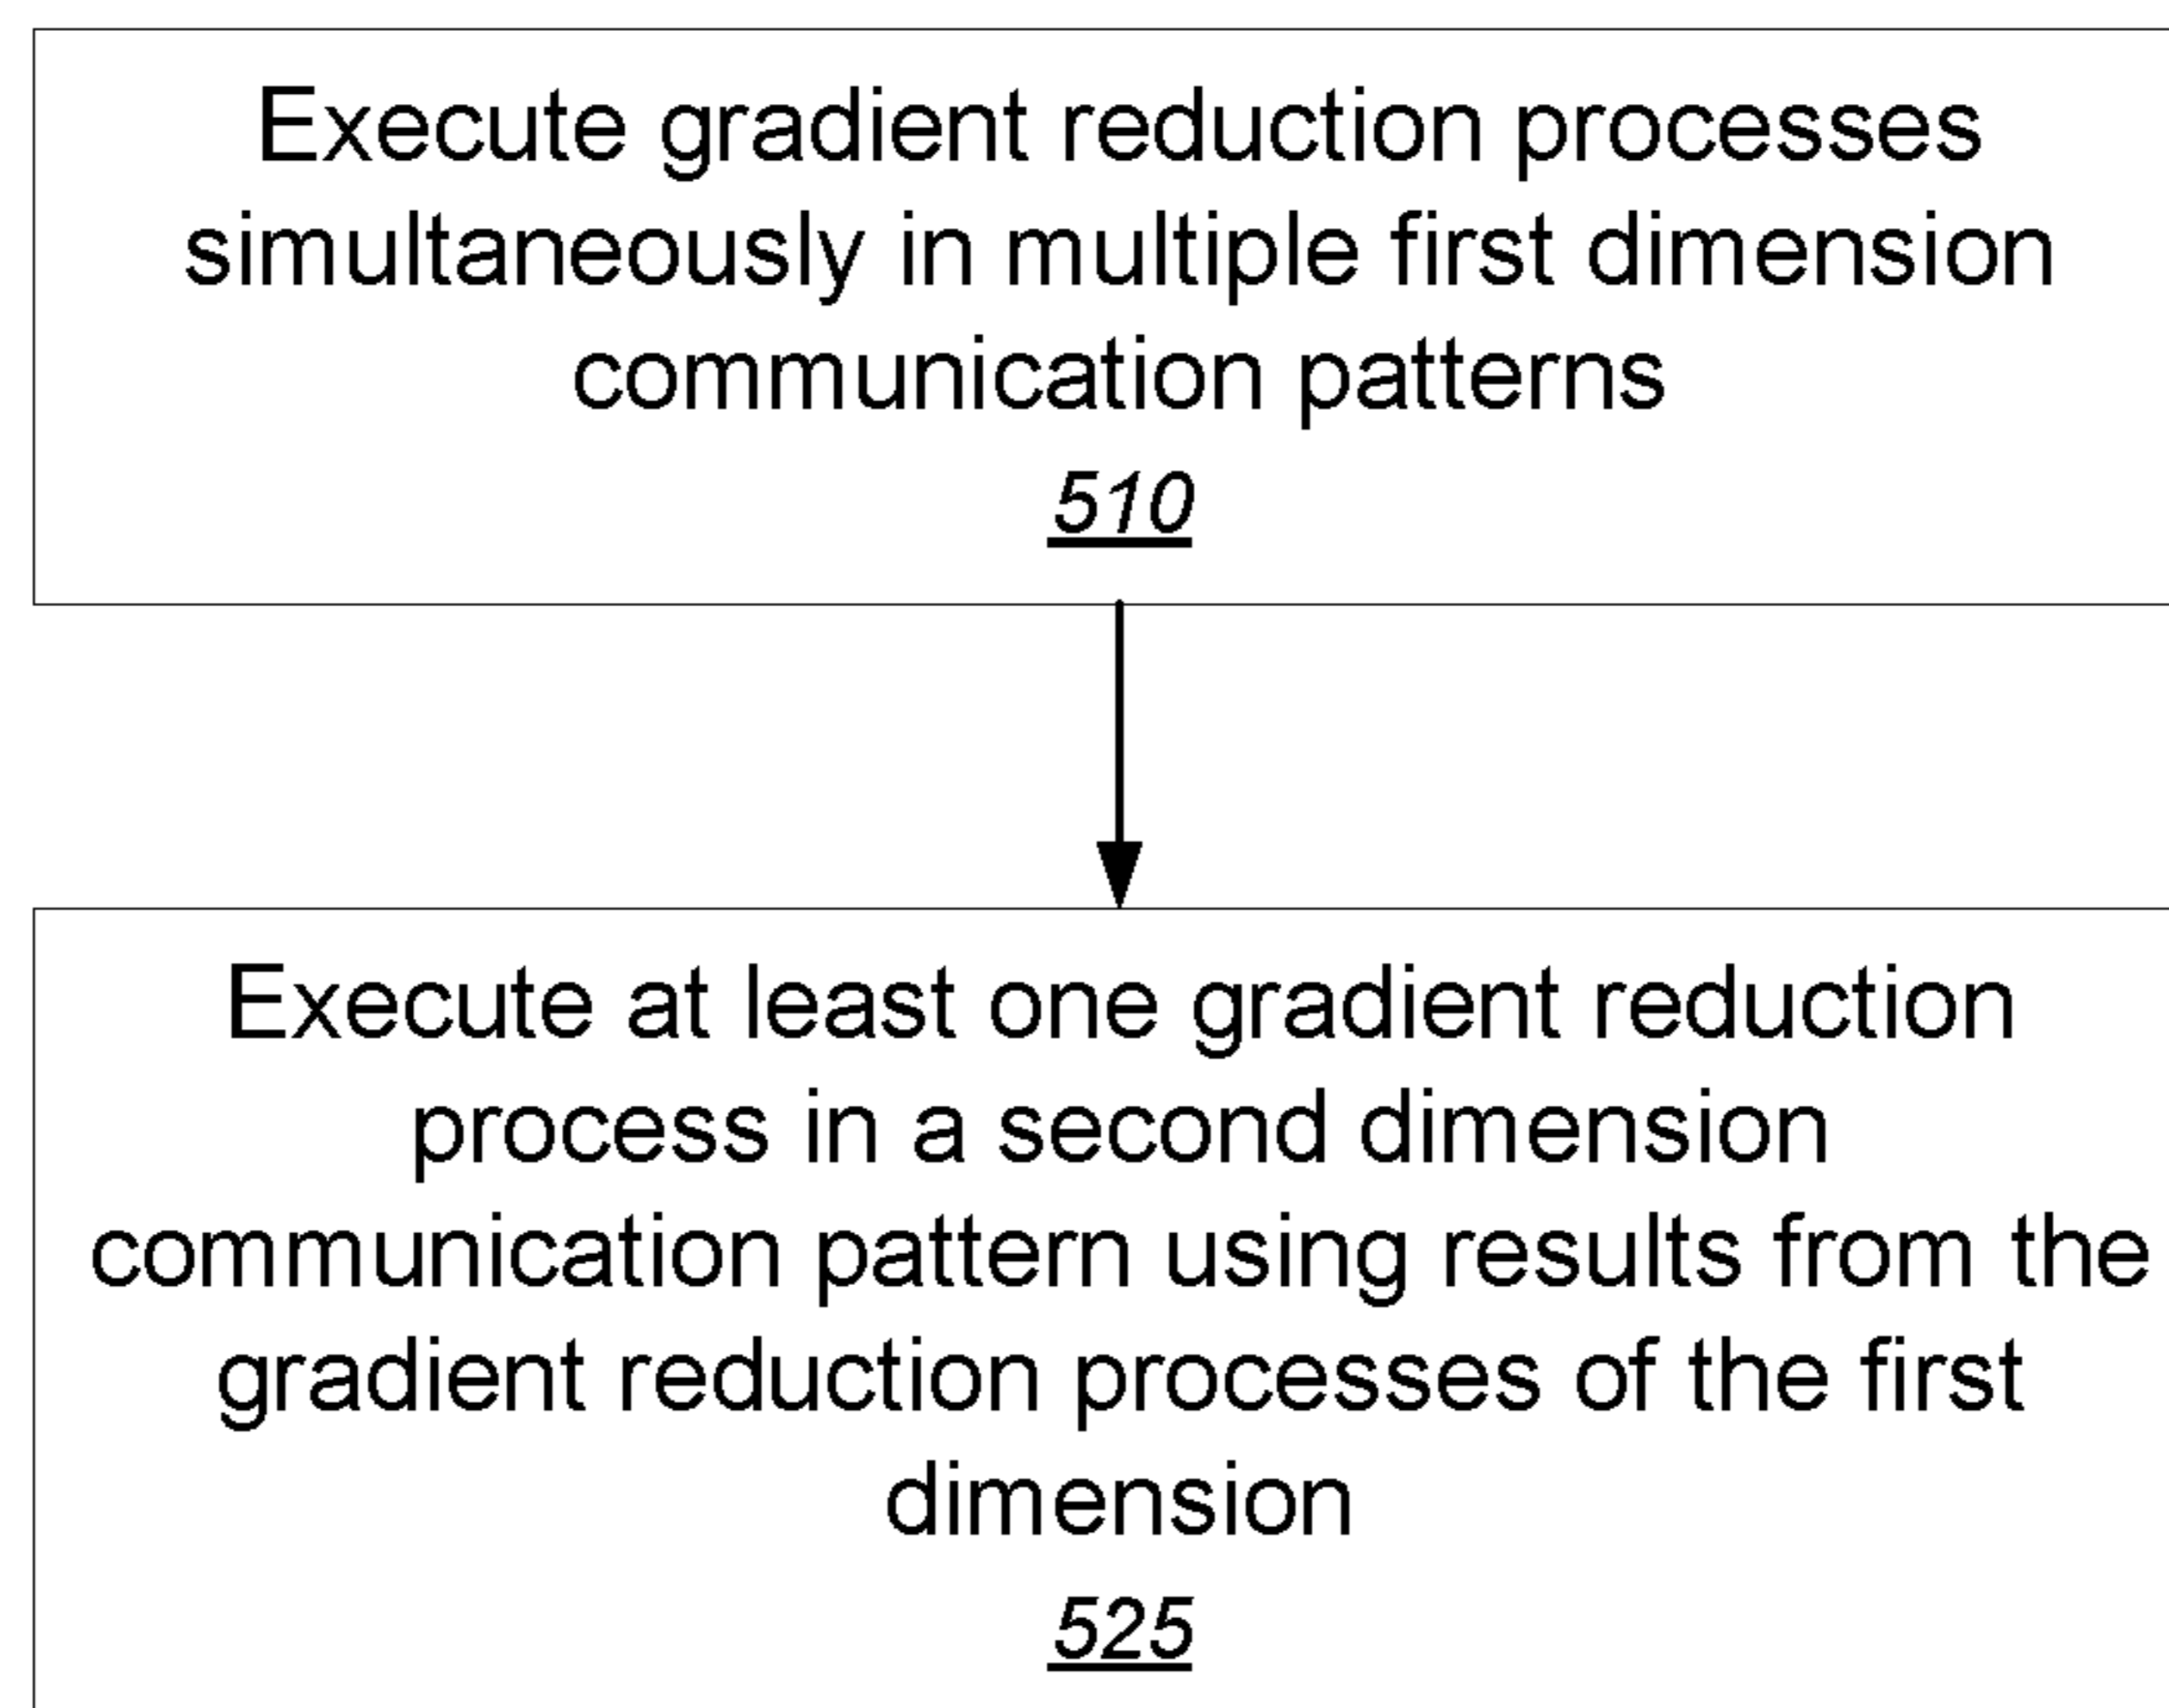 Execute gradient reduction processes
simultaneously in multiple first dimension
communication patterns
510
Execute at least one gradient reduction
process in a second dimension
communication pattern using results from the
gradient reduction processes of the first
dimension
525